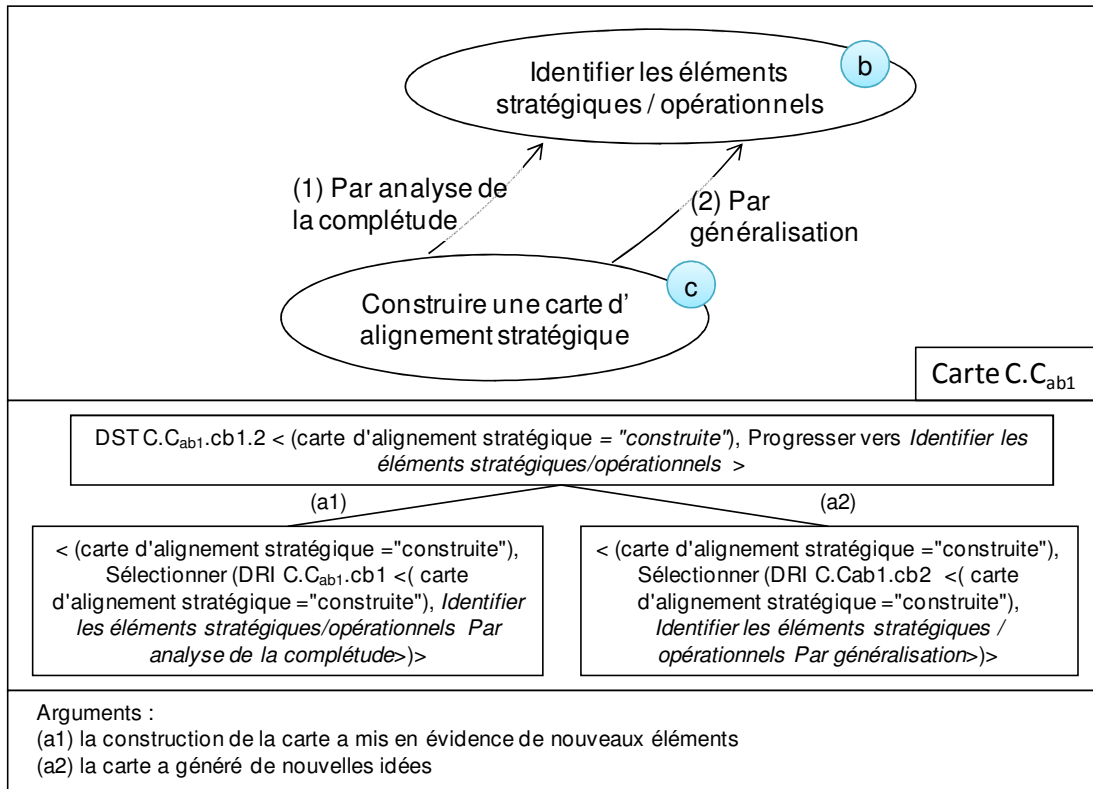 Identifier les éléments
stratégiques / opérationnels
b
(1) Par analyse de
la complétude
(2) Par
généralisation
Construire une carte d'
alignement stratégique
c
Carte C.Cab1
DST C.Cab1.cb1.2 < (carte d'alignement stratégique = "construite"), Progresser vers Identifier les
éléments stratégiques/opérationnels >
(a1)
(a2)
< (carte d'alignement stratégique ="construite"),
Sélectionner (DRI C.Cab1.cb1 <( carte
d'alignement stratégique ="construite"), Identifier
les éléments stratégiques/opérationnels Par
analyse de la complétude>)>
< (carte d'alignement stratégique ="construite"),
Sélectionner (DRI C.Cab1.cb2 <( carte
d'alignement stratégique ="construite"),
Identifier les éléments stratégiques /
opérationnels Par généralisation>)>
Arguments :
(a1) la construction de la carte a mis en évidence de nouveaux éléments
(a2) la carte a généré de nouvelles idées